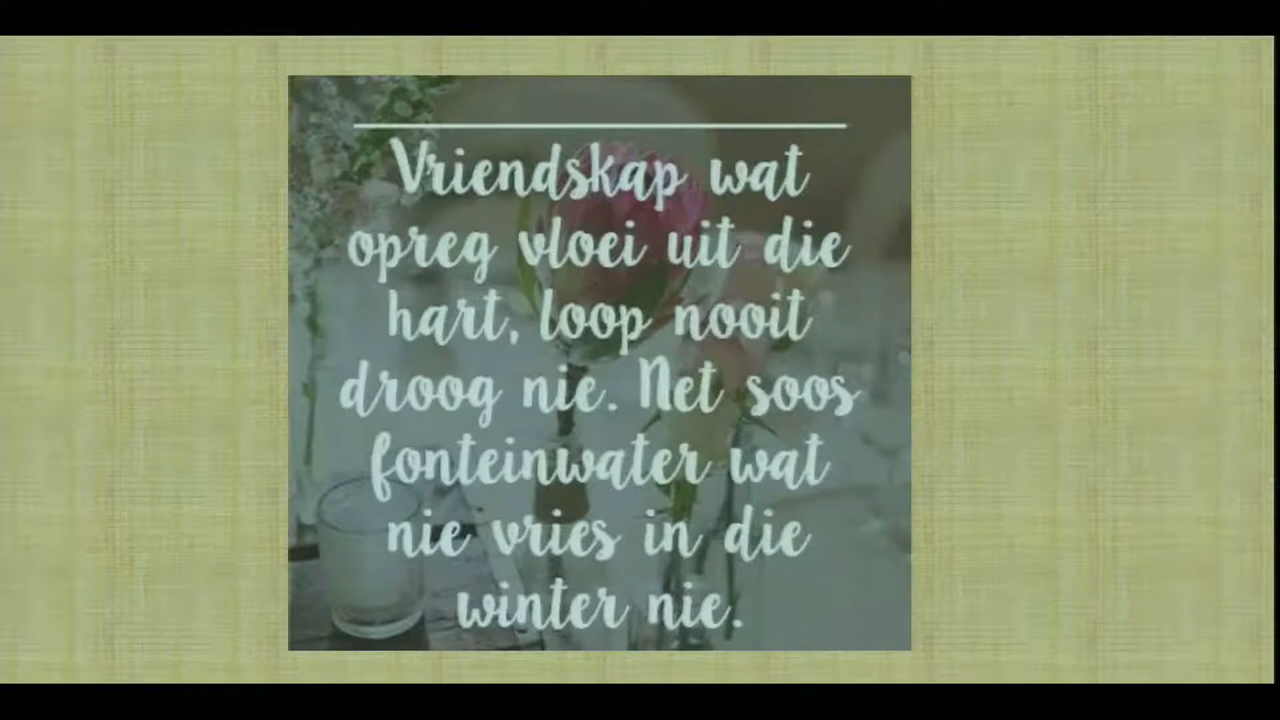 Vriendskap wat
opreg vloei uit die
hart, loop nooit
droog nie. Net soos
fonteinwater wat
nie vries in die
winter nie.